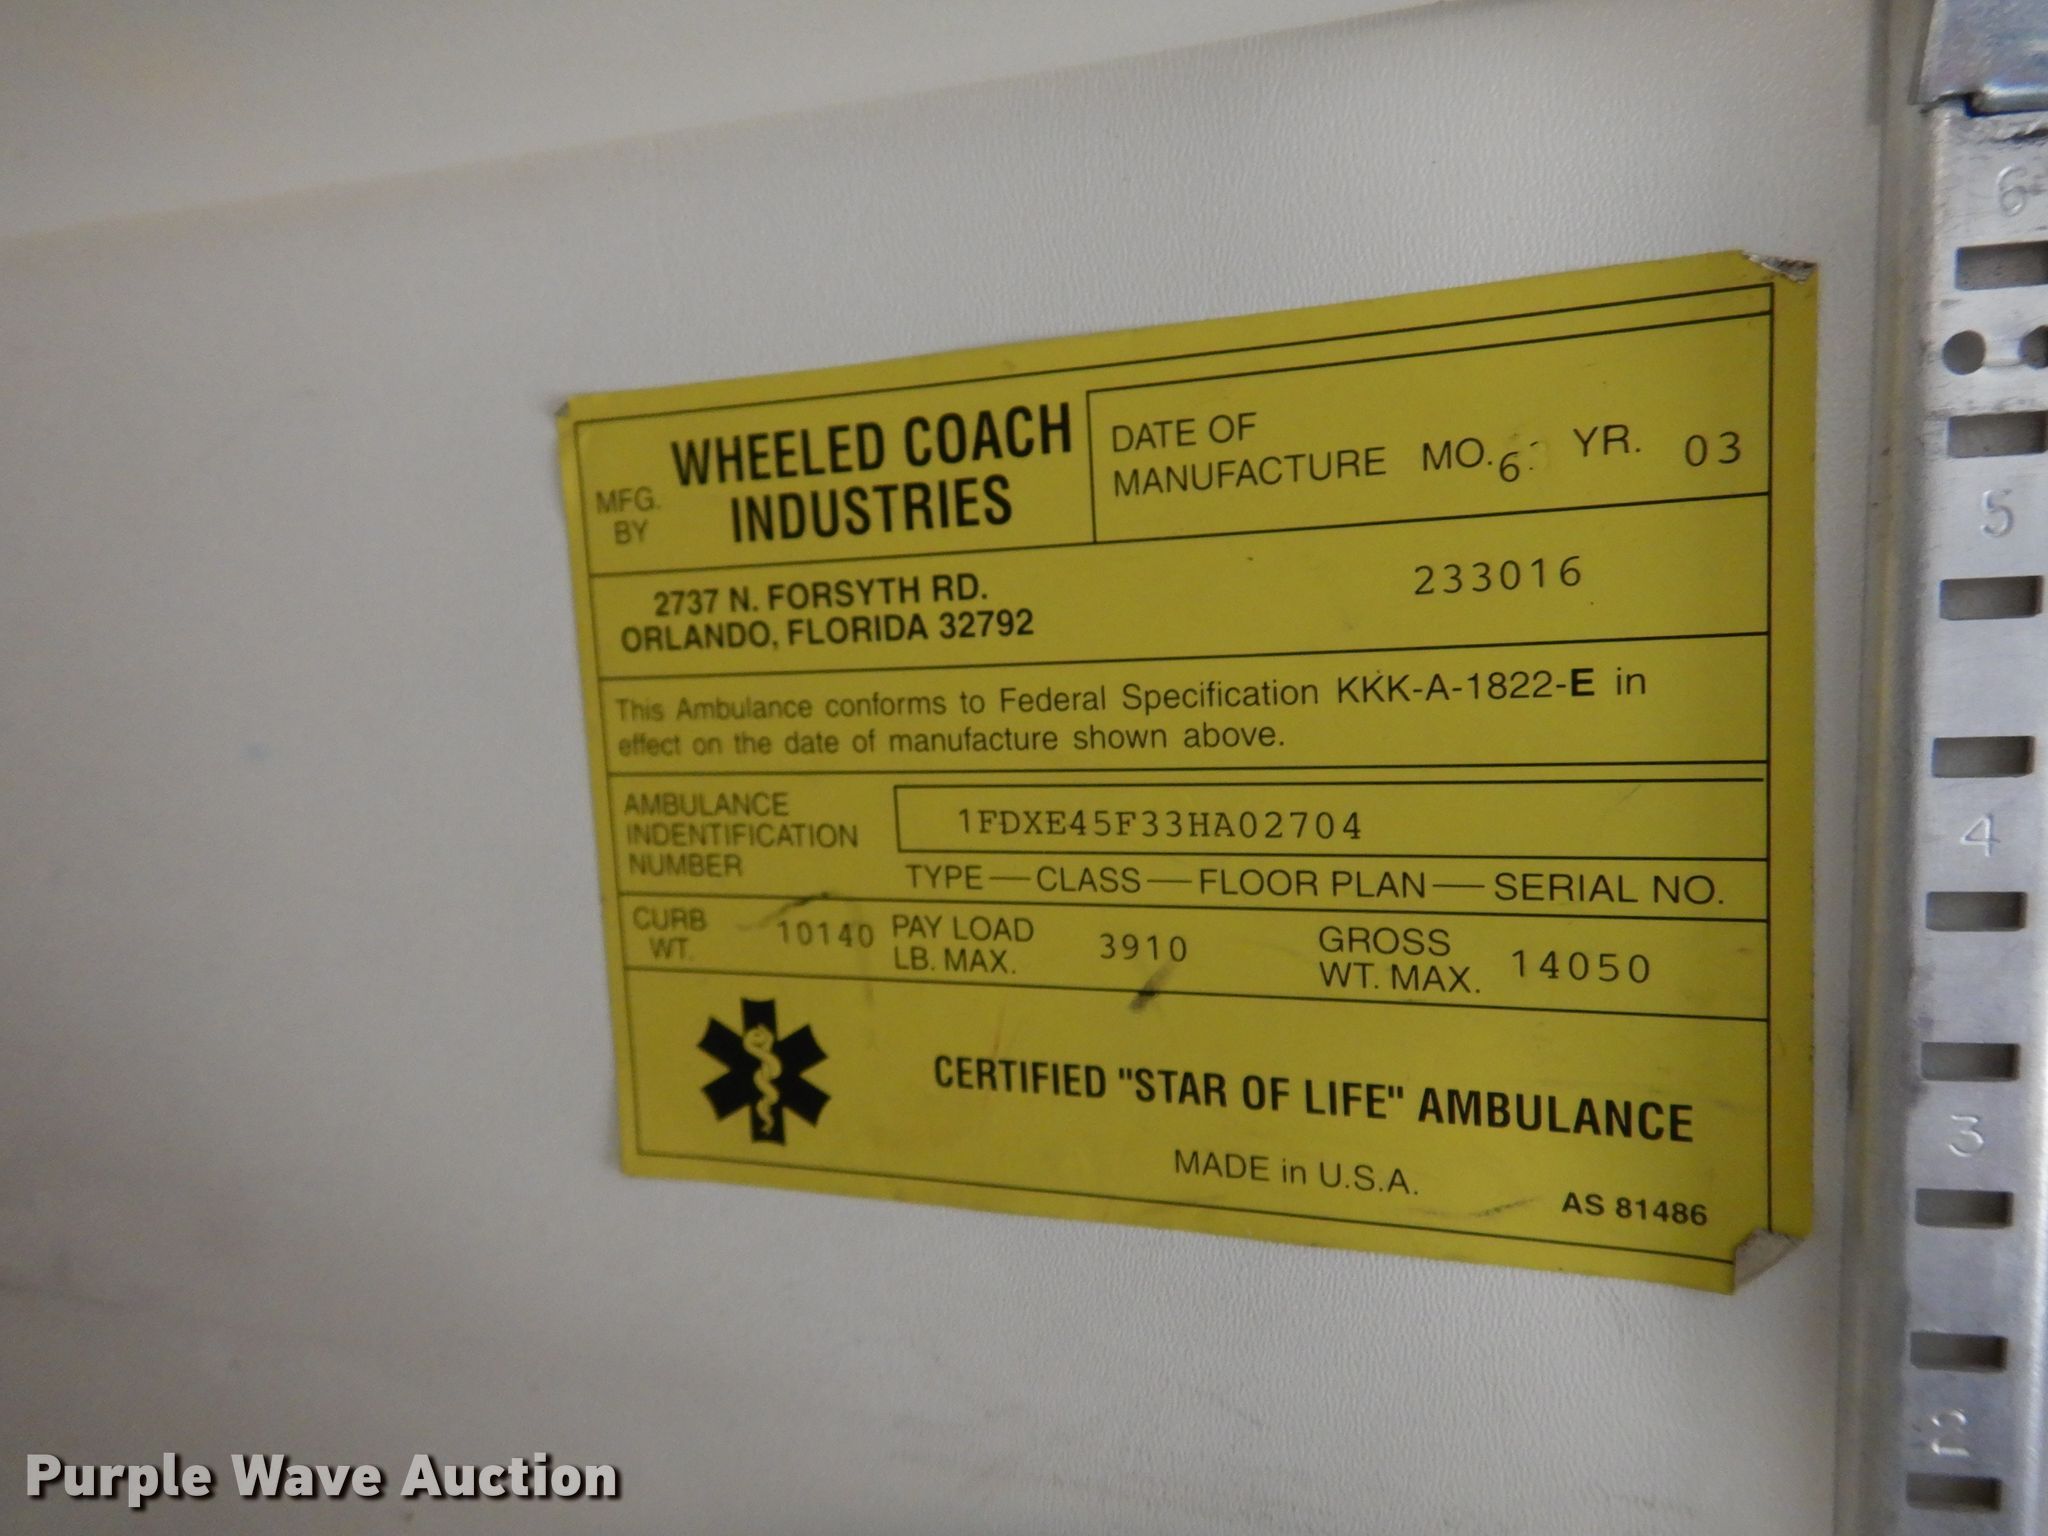 MFG. BY
WHEELED COACH
INDUSTRIES
DATE OF
MANUFACTURE MO. 6 YR. 03
2737 N. FORSYTH RD.
ORLANDO, FLORIDA 32792
233016
This Ambulance conforms to Federal Specification KKK-A-1822-E in
effect on the date of manufacture shown above.
AMBULANCE
INDENTIFICATION
NUMBER
1FDXE45F33HA02704
TYPE — CLASS — FLOOR PLAN — SERIAL NO.
CURB
WT. 10140
PAY LOAD
LB. MAX. 3910
GROSS
WT. MAX. 14050
CERTIFIED "STAR OF LIFE" AMBULANCE
MADE in U.S.A.
AS 81486
6
5
4
3
2
Purple Wave Auction